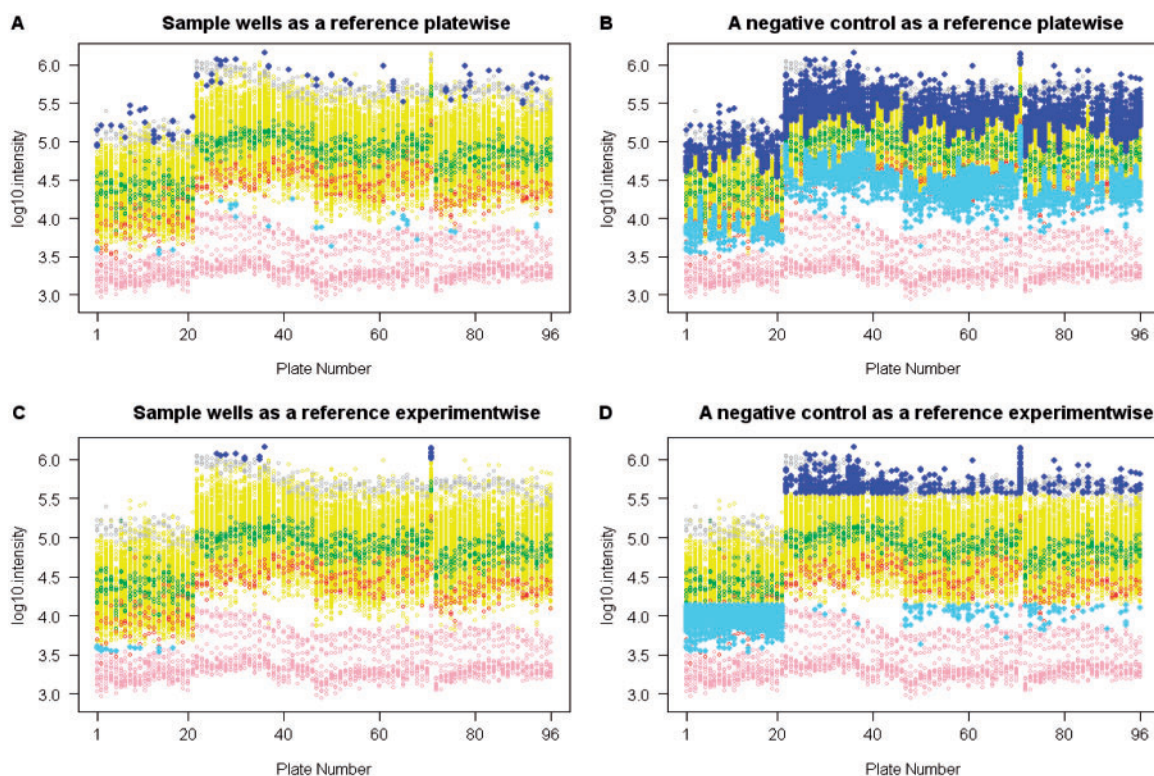 A Sample wells as a reference platewise
log10.intensity
6.0
5.5
5.0
4.5
4.0
3.5
3.0
1 20 40 60 80 96
Plate Number
B A negative control as a reference platewise
log10.intensity
6.0
5.5
5.0
4.5
4.0
3.5
3.0
1 20 40 60 80 96
Plate Number
C Sample wells as a reference experimentwise
log10.intensity
6.0
5.5
5.0
4.5
4.0
3.5
3.0
1 20 40 60 80 96
Plate Number
D A negative control as a reference experimentwise
log10.intensity
6.0
5.5
5.0
4.5
4.0
3.5
3.0
1 20 40 60 80 96
Plate Number